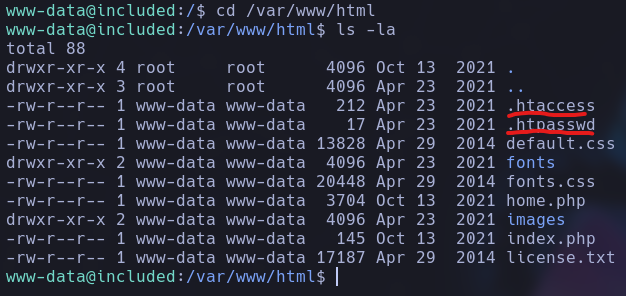 www-data@included:/$ cd /var/www/html
www-data@included:/var/www/html$ ls -la
total 88
drwxr-xr-x 4 root     root      4096 Oct 13  2021 .
drwxr-xr-x 3 root     root      4096 Apr 23  2021 ..
-rw-r--r-- 1 www-data www-data   212 Apr 23  2021 .htaccess
-rw-r--r-- 1 www-data www-data    17 Apr 23  2021 .htpasswd
-rw-r--r-- 1 www-data www-data 13828 Apr 29  2014 default.css
drwxr-xr-x 2 www-data www-data  4096 Apr 23  2021 fonts
-rw-r--r-- 1 www-data www-data 20448 Apr 29  2014 fonts.css
-rw-r--r-- 1 www-data www-data  3704 Oct 13  2021 home.php
drwxr-xr-x 2 www-data www-data  4096 Apr 23  2021 images
-rw-r--r-- 1 www-data www-data   145 Oct 13  2021 index.php
-rw-r--r-- 1 www-data www-data 17187 Apr 29  2014 license.txt
www-data@included:/var/www/html$